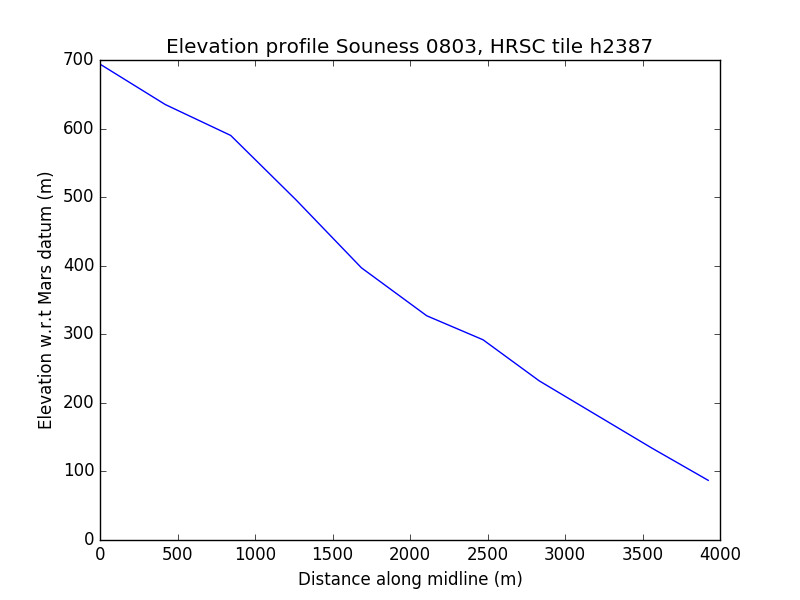 Elevation profile Souness 0803, HRSC tile h2387
700
600
500
400
300
200
100
0
Elevation w.r.t Mars datum (m)
0 500 1000 1500 2000 2500 3000 3500 4000
Distance along midline (m)